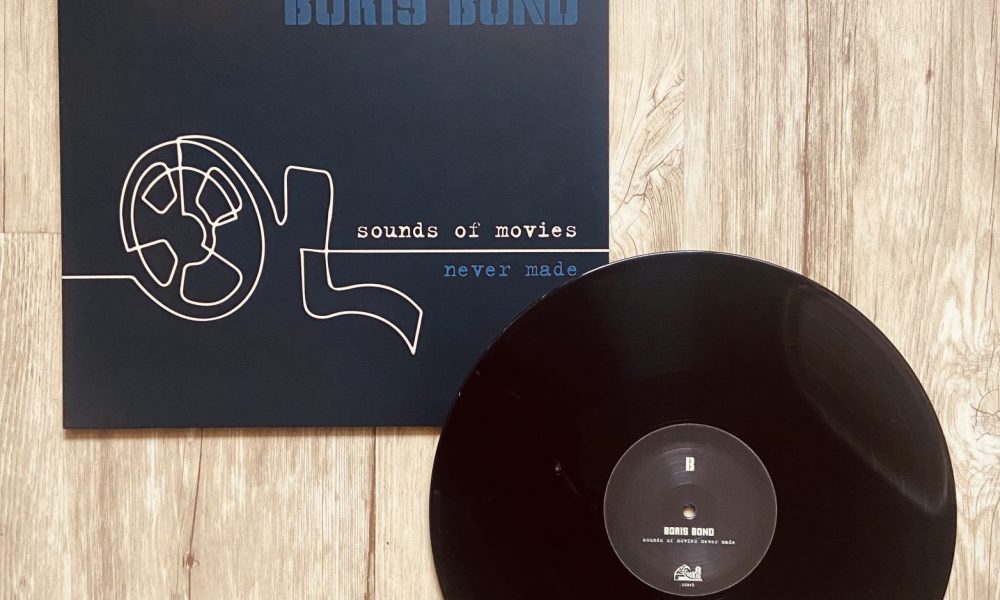 BORIS BOND
sounds of movies
never made
B
BORIS BOND
sounds of movies never made